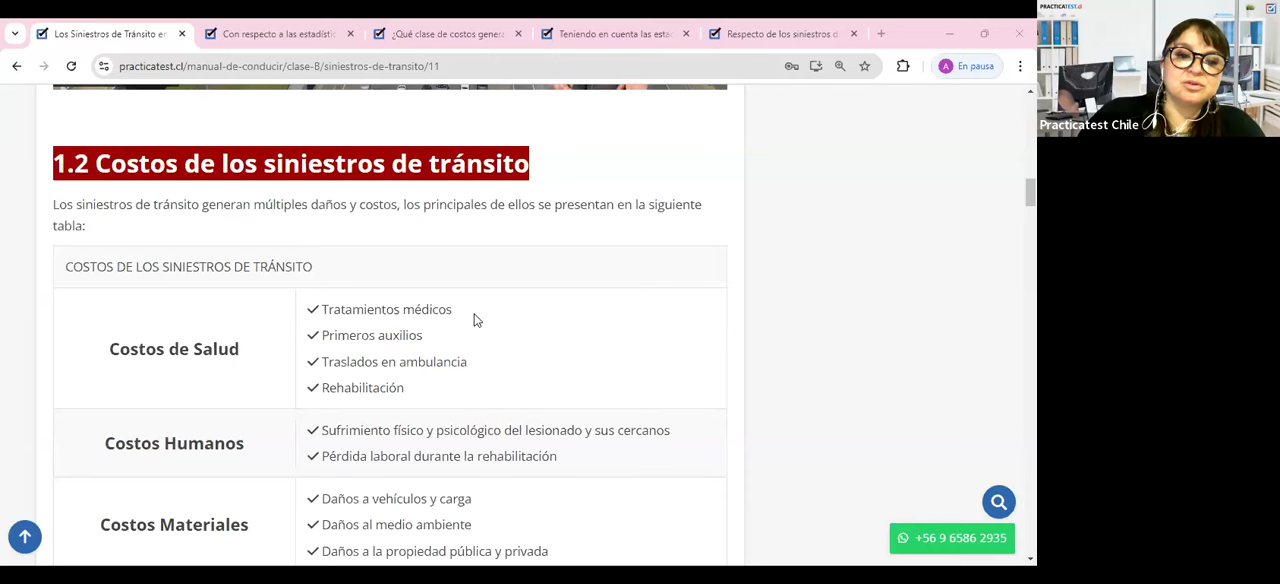 Los Siniestros de Tránsito en
Con respecto a las estadísti
¿Qué clase de costos genera
Teniendo en cuenta las esta
Respecto de los siniestros d
practicatest.cl/manual-de-conducir/clase-B/siniestros-de-transito/11
A
En pausa
PRACTICATEST.cl
Practicatest Chile
1.2 Costos de los siniestros de tránsito
Los siniestros de tránsito generan múltiples daños y costos, los principales de ellos se presentan en la siguiente
tabla:
COSTOS DE LOS SINIESTROS DE TRÁNSITO
Costos de Salud
Tratamientos médicos
Primeros auxilios
Traslados en ambulancia
Rehabilitación
Costos Humanos
Sufrimiento físico y psicológico del lesionado y sus cercanos
Pérdida laboral durante la rehabilitación
Costos Materiales
Daños a vehículos y carga
Daños al medio ambiente
Daños a la propiedad pública y privada
+56 9 6586 2935